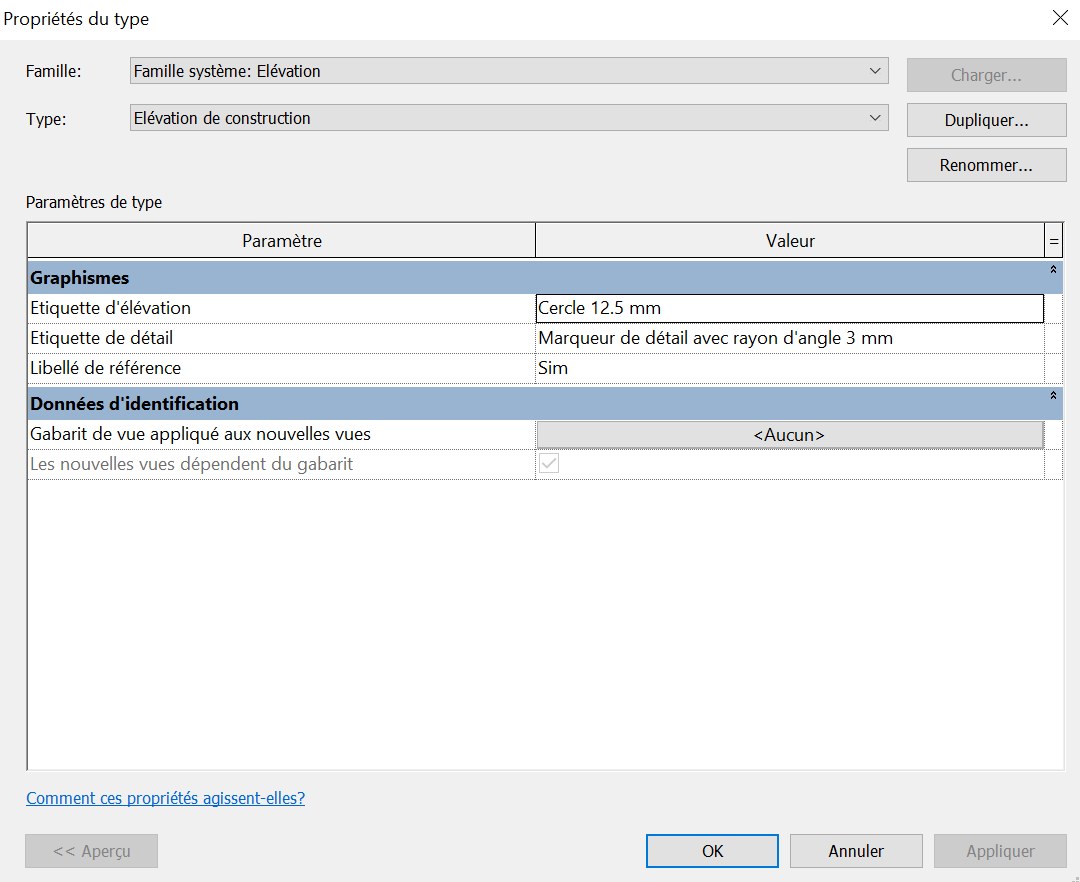 Propriétés du type
Famille: Famille système: Elévation Charger...
Type: Elévation de construction Dupliquer...
Renommer...
Paramètres de type
Paramètre Valeur =
Graphismes
Etiquette d'élévation Cercle 12.5 mm
Etiquette de détail Marqueur de détail avec rayon d'angle 3 mm
Libellé de référence Sim
Données d'identification
Gabarit de vue appliqué aux nouvelles vues <Aucun>
Les nouvelles vues dépendent du gabarit
Comment ces propriétés agissent-elles?
<< Aperçu OK Annuler Appliquer